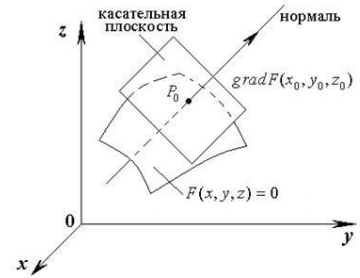 касательная
плоскость
нормаль
z
gradF(x₀, y₀, z₀)
P₀
F(x, y, z) = 0
0
y
x